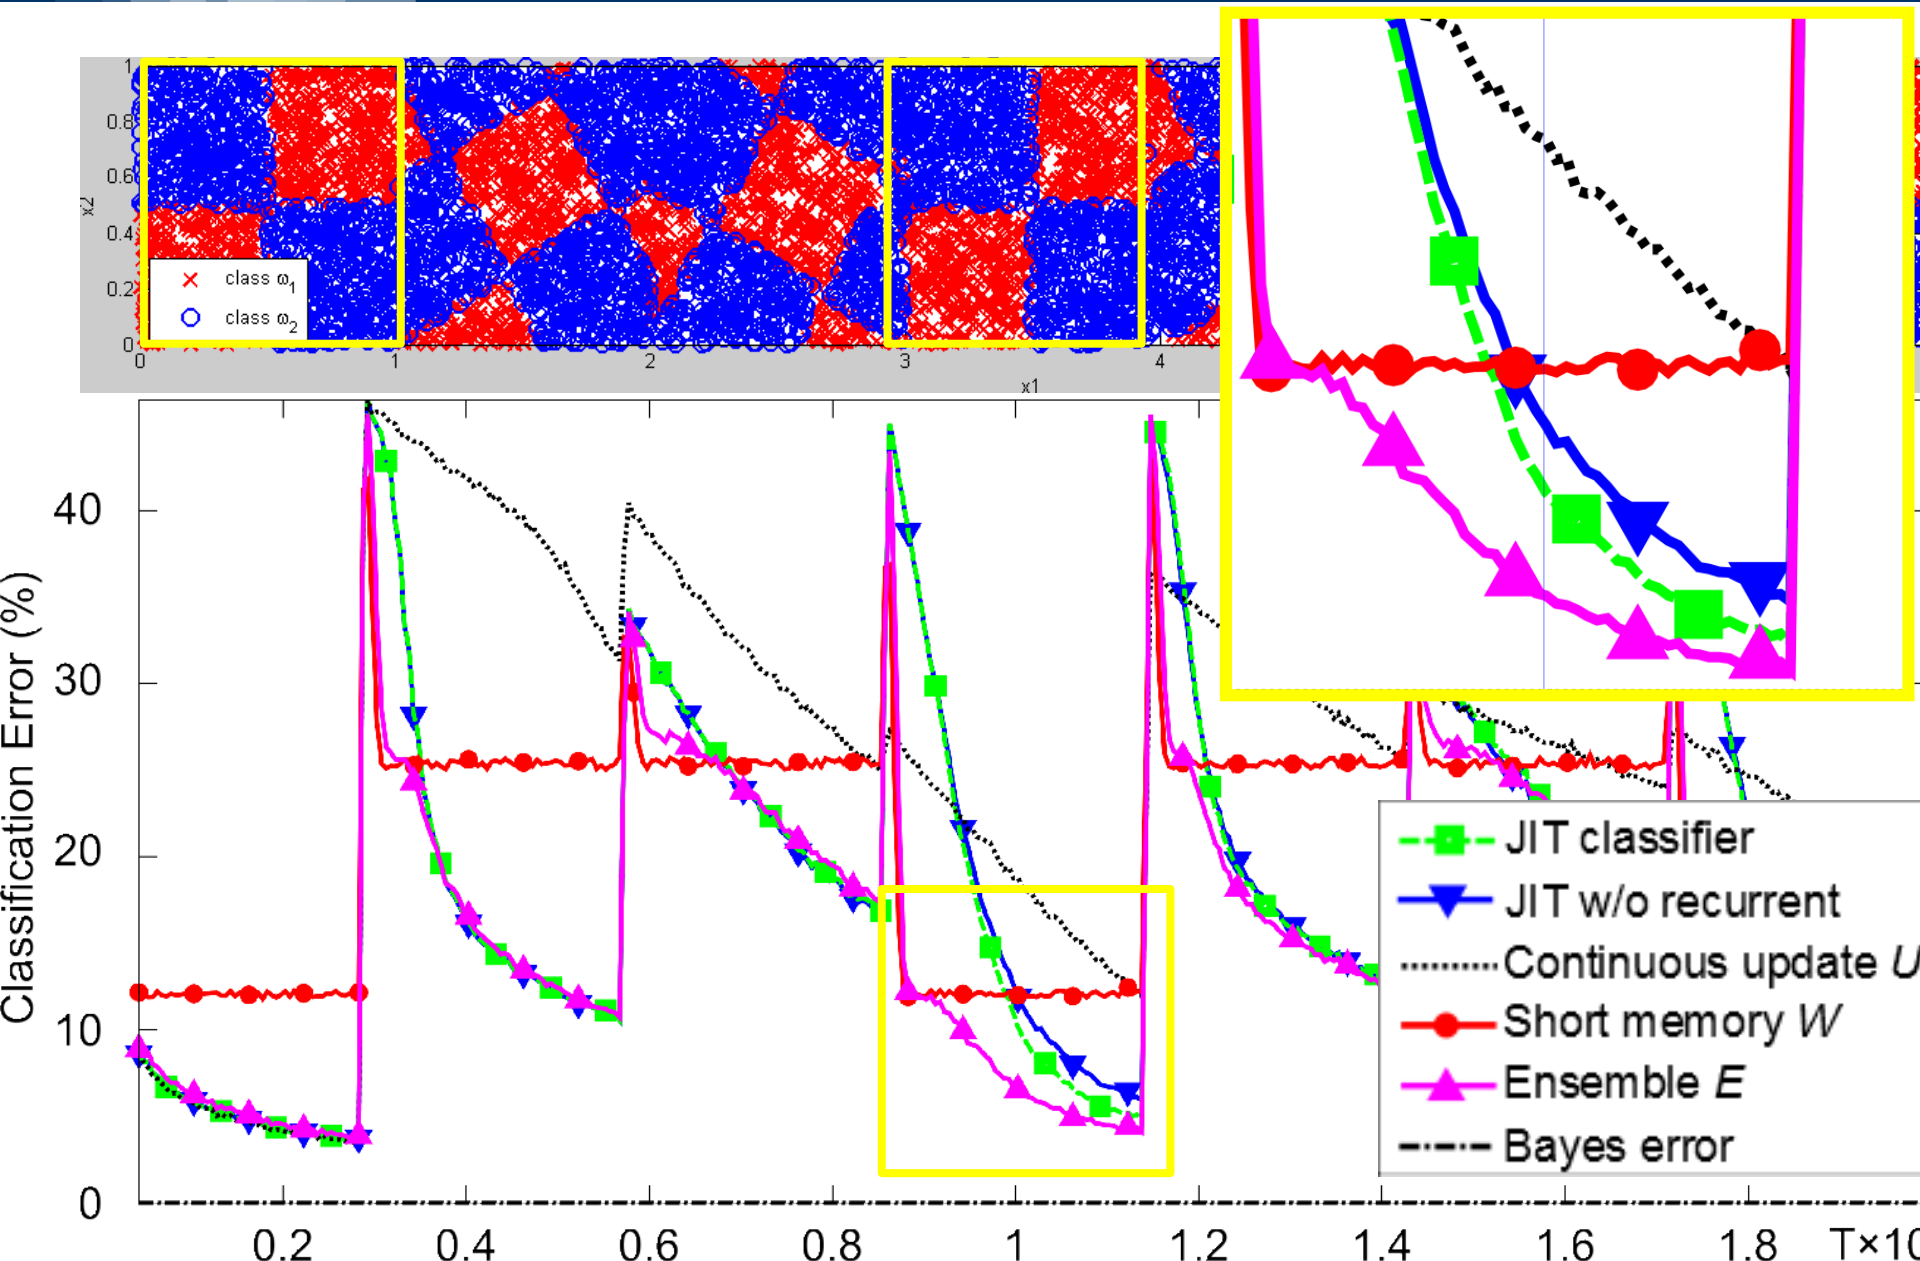 1
0.8
0.6
0.4
0.2
0
x2
class ω1
class ω2
0 1 2 3 4
x1
40
30
20
10
0
Classification Error (%)
JIT classifier
JIT w/o recurrent
Continuous update U
Short memory W
Ensemble E
Bayes error
0.2 0.4 0.6 0.8 1 1.2 1.4 1.6 1.8 T×10